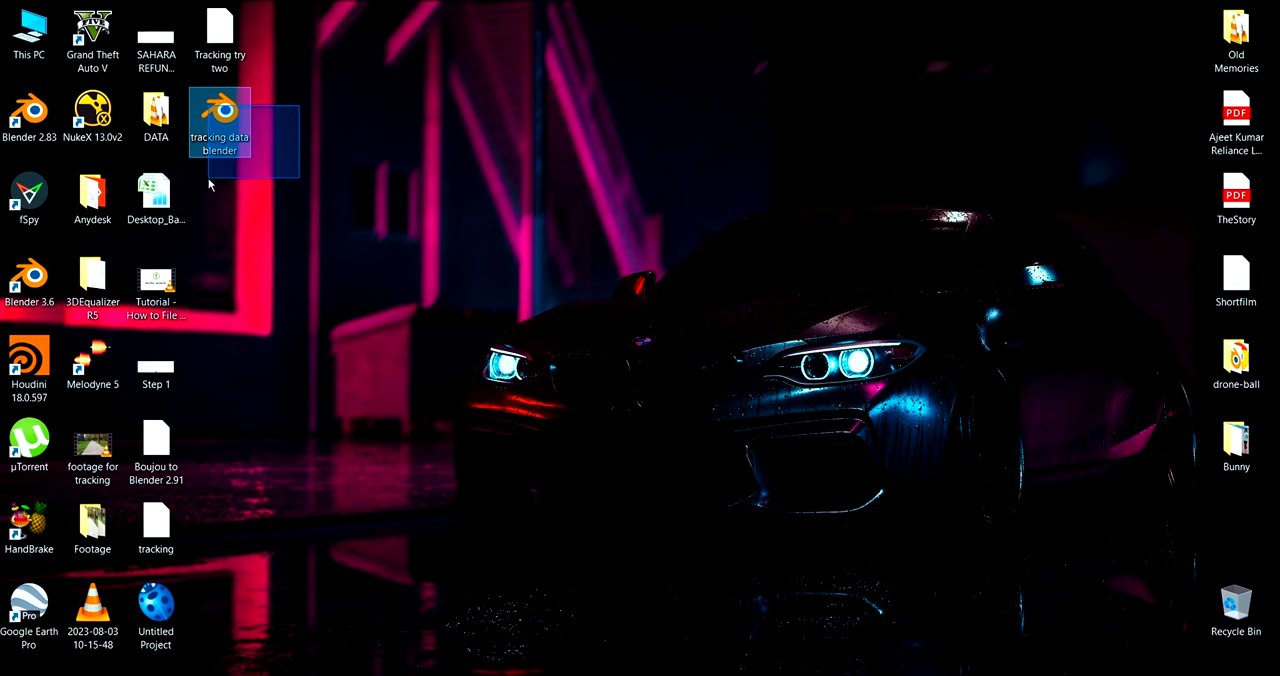 This PC
Grand Theft
Auto V
SAHARA
REFUN...
Tracking try
two
Blender 2.83
NukeX 13.0v2
DATA
tracking data
blender
fSpy
Anydesk
Desktop_Ba...
Blender 3.6
3DEqualizer
R5
Tutorial -
How to File ...
Houdini
18.0.597
Melodyne 5
Step 1
µTorrent
footage for
tracking
Boujou to
Blender 2.91
HandBrake
Footage
tracking
Pro
Google Earth
Pro
2023-08-03
10-15-48
Untitled
Project
Old
Memories
PDF
Ajeet Kumar
Reliance L...
PDF
TheStory
Shortfilm
drone-ball
Bunny
Recycle Bin